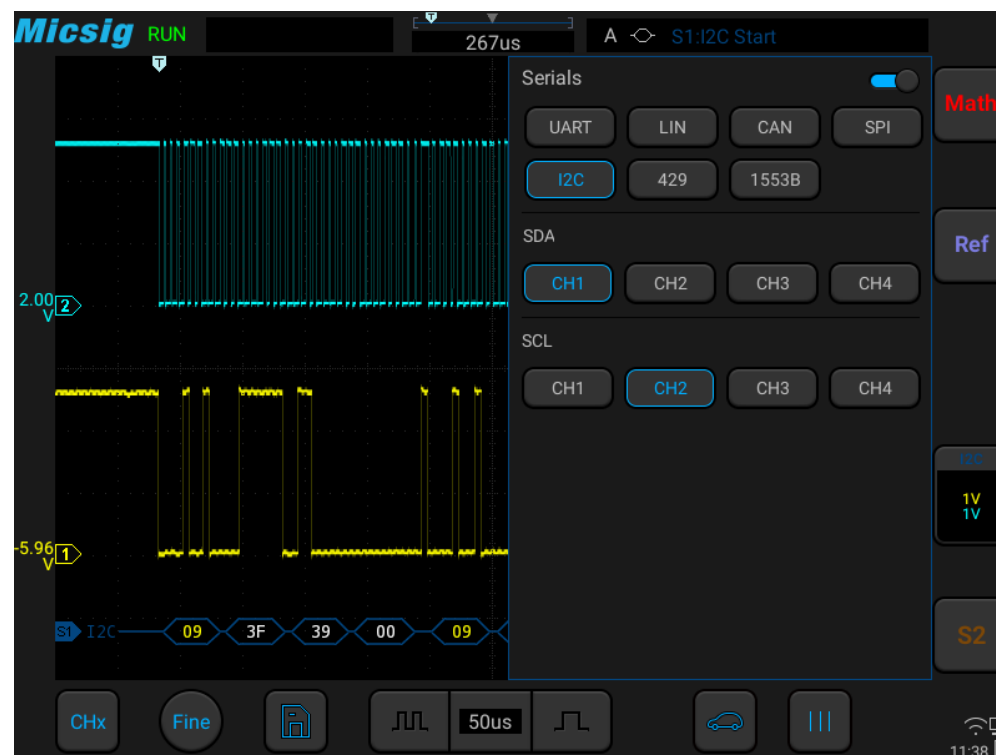 Micsig RUN
267us
A S1:I2C Start
T
T
Serials
Math
UART LIN CAN SPI
I2C 429 1553B
SDA
Ref
CH1 CH2 CH3 CH4
2.00
V
2
SCL
CH1 CH2 CH3 CH4
I2C
1V
1V
-5.96
V
1
S1 I2C 09 3F 39 00 09
S2
CHx Fine 50us
11:38